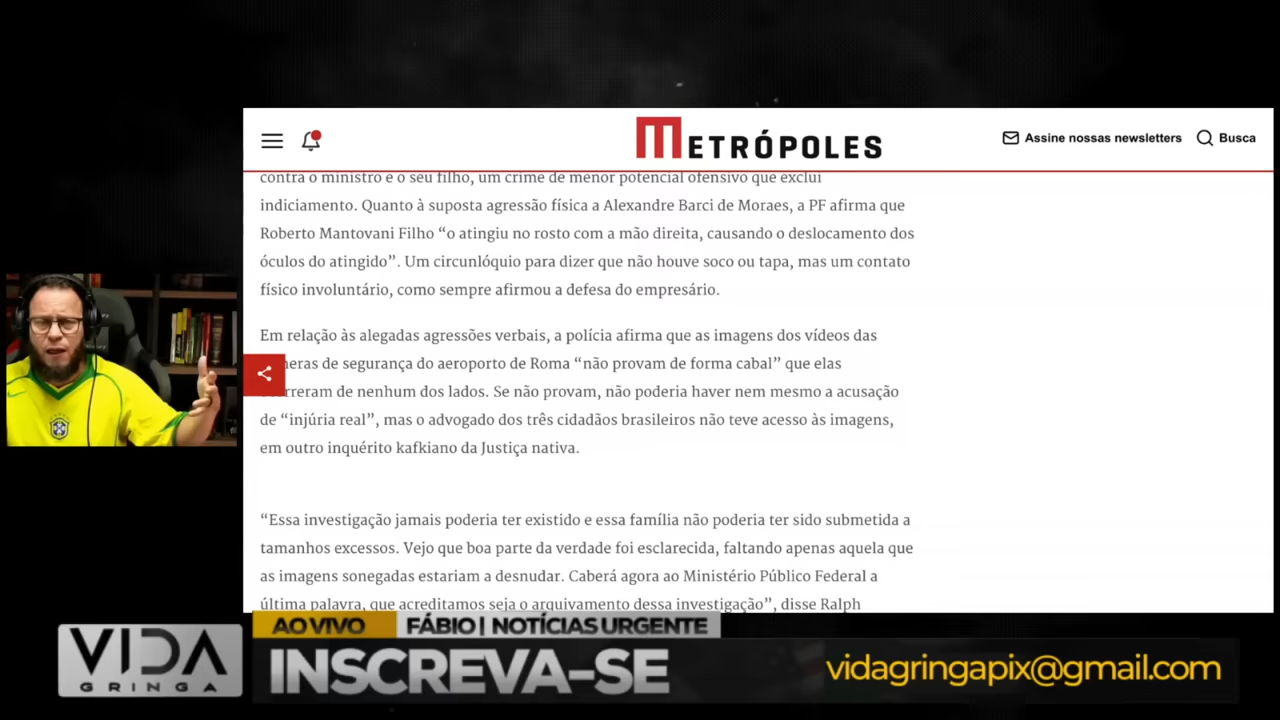 METRÓPOLES
Assine nossas newsletters
Busca
contra o ministro e o seu filho, um crime de menor potencial ofensivo que exclui
indiciamento. Quanto à suposta agressão física a Alexandre Barci de Moraes, a PF afirma que
Roberto Mantovani Filho “o atingiu no rosto com a mão direita, causando o deslocamento dos
óculos do atingido”. Um circunlóquio para dizer que não houve soco ou tapa, mas um contato
físico involuntário, como sempre afirmou a defesa do empresário.
Em relação às alegadas agressões verbais, a polícia afirma que as imagens dos vídeos das
meras de segurança do aeroporto de Roma “não provam de forma cabal” que elas
rreram de nenhum dos lados. Se não provam, não poderia haver nem mesmo a acusação
de “injúria real”, mas o advogado dos três cidadãos brasileiros não teve acesso às imagens,
em outro inquérito kafkiano da Justiça nativa.
“Essa investigação jamais poderia ter existido e essa família não poderia ter sido submetida a
tamanhos excessos. Vejo que boa parte da verdade foi esclarecida, faltando apenas aquela que
as imagens sonegadas estariam a desnudar. Caberá agora ao Ministério Público Federal a
última palavra, que acreditamos seja o arquivamento dessa investigação”, disse Ralph
AO VIVO
FÁBIO | NOTÍCIAS URGENTE
VIDA
GRINGA
INSCREVA-SE
vidagringapix@gmail.com